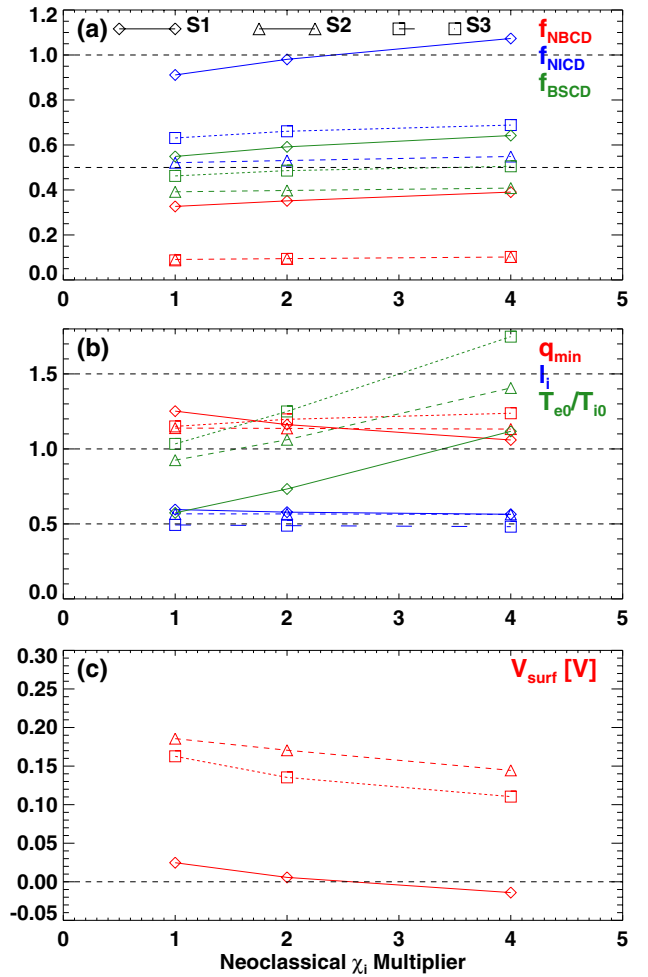 (a) S1 S2 S3 f_NBCD
f_NICD
f_BSCD
1.2
1.0
0.8
0.6
0.4
0.2
0.0
0 1 2 3 4 5
(b) q_min
l_i
T_e0/T_i0
1.5
1.0
0.5
0.0
0 1 2 3 4 5
(c) V_surf [V]
0.30
0.25
0.20
0.15
0.10
0.05
0.00
-0.05
0 1 2 3 4 5
Neoclassical χ_i Multiplier